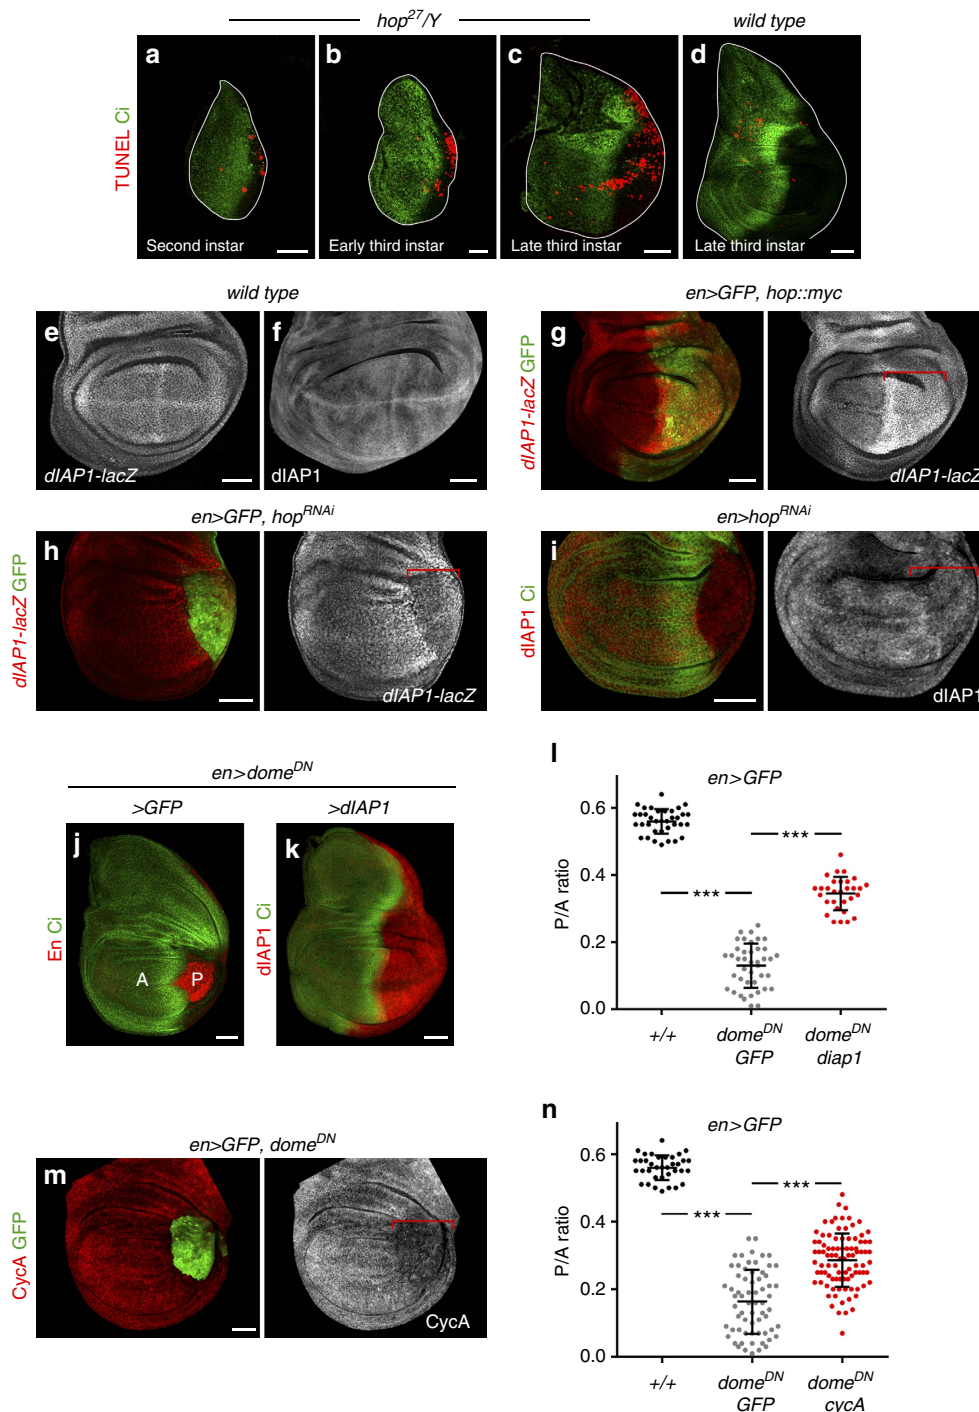 hop27/Y
wild type
a
b
c
d
TUNEL Ci
Second instar
Early third instar
Late third instar
Late third instar
wild type
en>GFP, hop::myc
e
f
g
dIAP1-lacZ
dIAP1
dIAP1-lacZ GFP
dIAP1-lacZ
en>GFP, hopRNAi
en>hopRNAi
h
i
dIAP1-lacZ GFP
dIAP1-lacZ
dIAP1 Ci
dIAP1
en>domeDN
>GFP
>dIAP1
j
k
En Ci
A
P
dIAP1 Ci
l
en>GFP
P/A ratio
0.6
0.4
0.2
0.0
***
***
+/+
domeDN GFP
domeDN diap1
en>GFP, domeDN
m
CycA GFP
CycA
n
en>GFP
P/A ratio
0.6
0.4
0.2
0.0
***
***
+/+
domeDN GFP
domeDN cycA